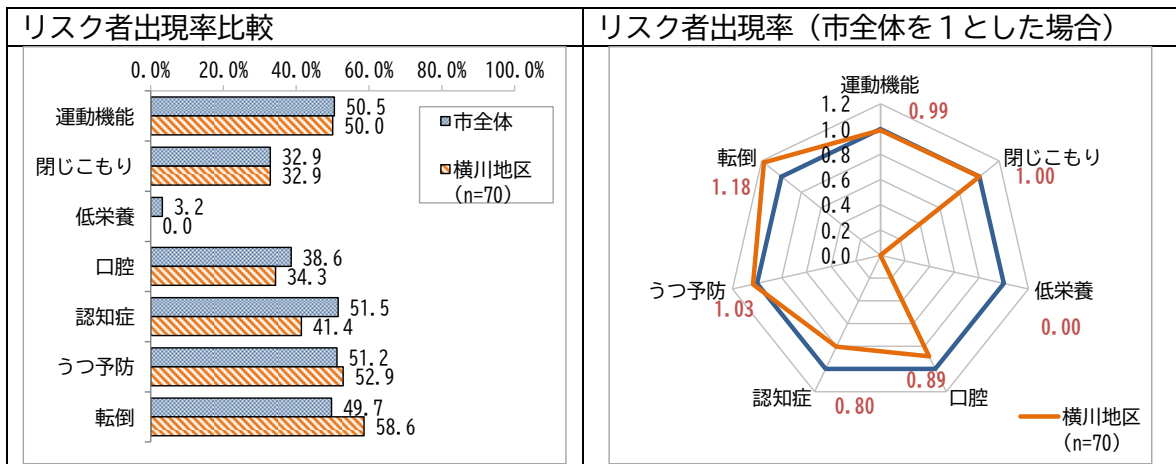 リスク者出現率比較
0.0% 20.0% 40.0% 60.0% 80.0% 100.0%
運動機能 50.5
50.0
閉じこもり 32.9
32.9
低栄養 3.2
0.0
口腔 38.6
34.3
認知症 51.5
41.4
うつ予防 51.2
52.9
転倒 49.7
58.6
市全体
横川地区
(n=70)
リスク者出現率（市全体を１とした場合）
運動機能
0.99
閉じこもり
1.00
低栄養
0.00
口腔
0.89
認知症
0.80
うつ予防
1.03
転倒
1.18
1.2
1.0
0.8
0.6
0.4
0.2
0.0
横川地区
(n=70)